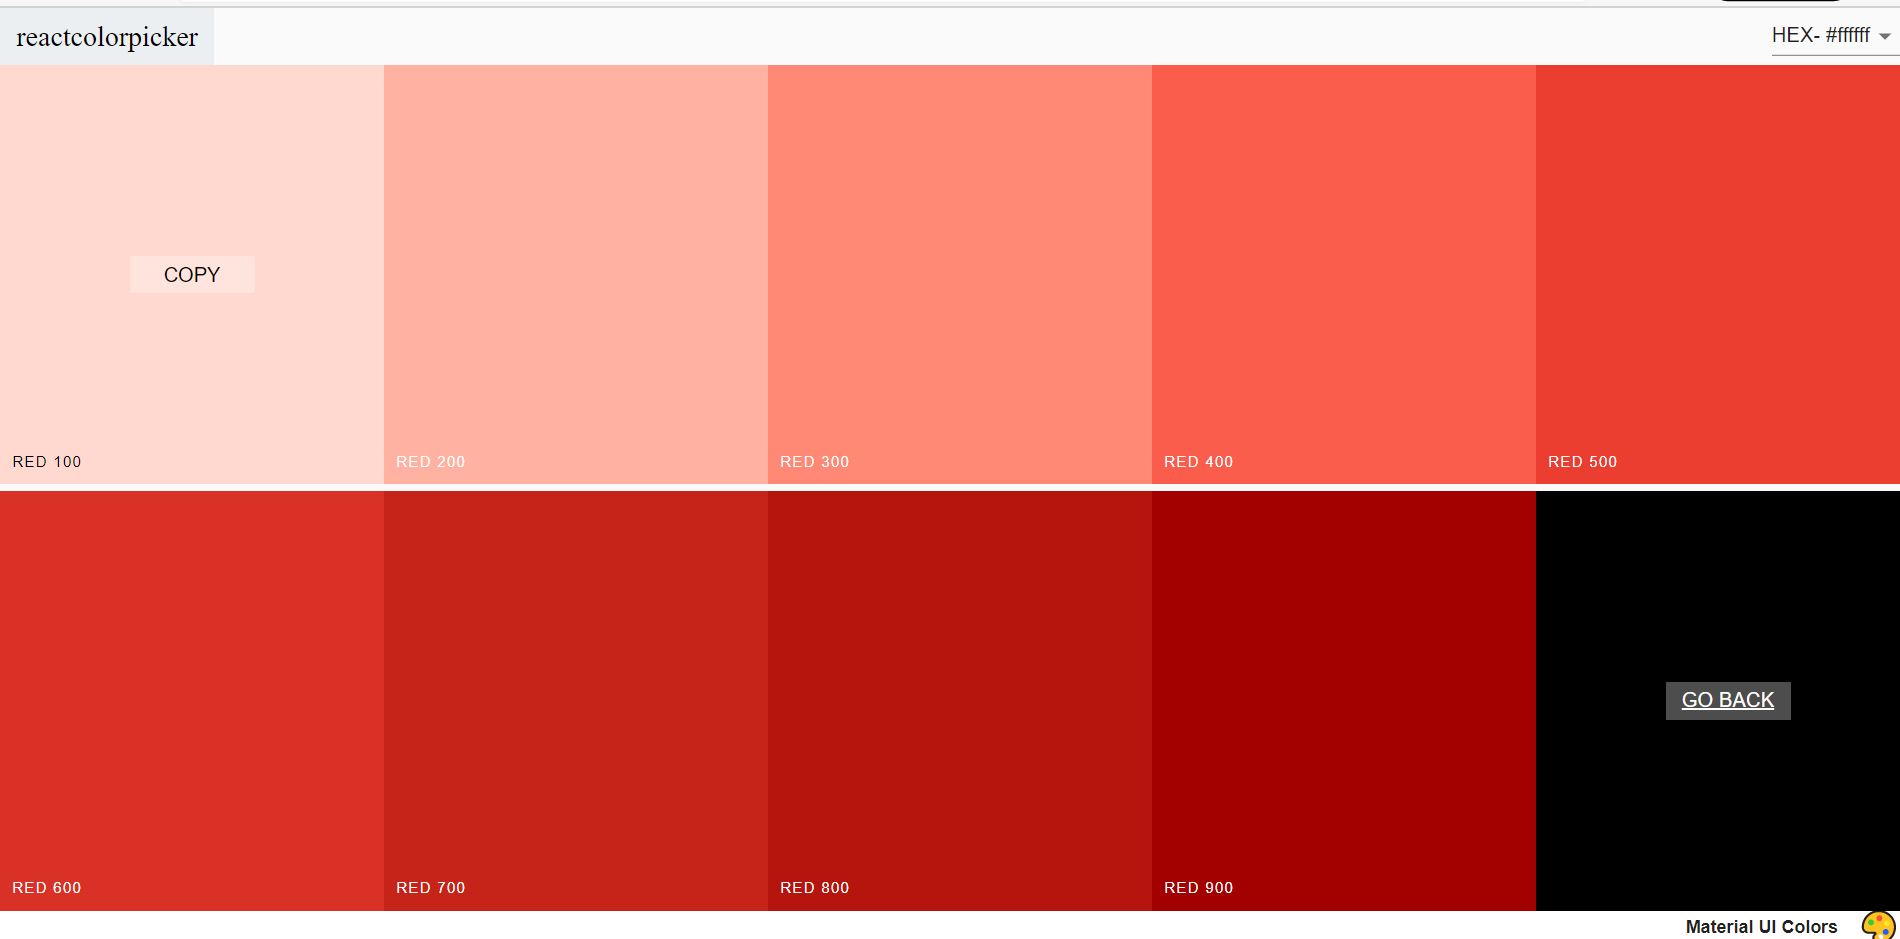 reactcolorpicker
HEX- #ffffff
COPY
RED 100
RED 200
RED 300
RED 400
RED 500
GO BACK
RED 600
RED 700
RED 800
RED 900
Material UI Colors